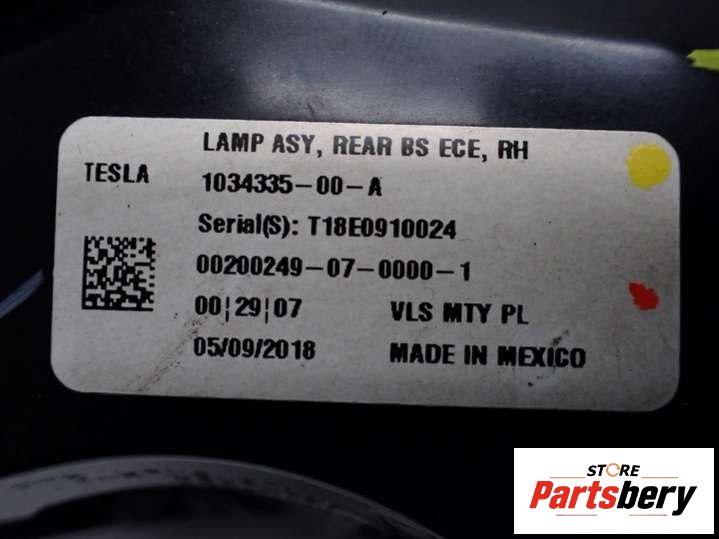 LAMP ASY, REAR BS ECE, RH
TESLA 1034335-00-A
Serial(S): T18E0910024
00200249-07-0000-1
00¦29¦07 VLS MTY PL
05/09/2018 MADE IN MEXICO
STORE
Partsbery